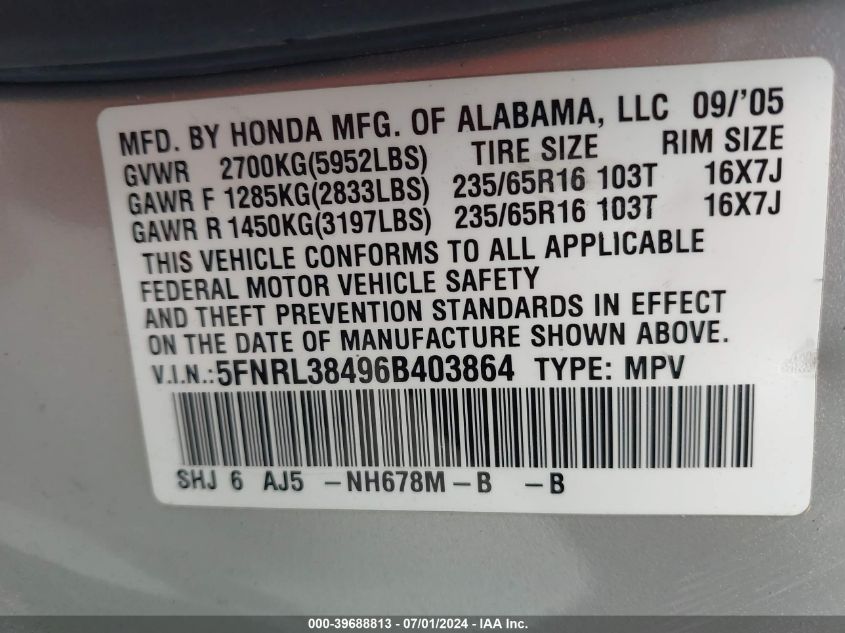 MFD. BY HONDA MFG. OF ALABAMA, LLC 09/'05
GVWR 2700KG(5952LBS) TIRE SIZE RIM SIZE
GAWR F 1285KG(2833LBS) 235/65R16 103T 16X7J
GAWR R 1450KG(3197LBS) 235/65R16 103T 16X7J
THIS VEHICLE CONFORMS TO ALL APPLICABLE
FEDERAL MOTOR VEHICLE SAFETY
AND THEFT PREVENTION STANDARDS IN EFFECT
ON THE DATE OF MANUFACTURE SHOWN ABOVE.
V.I.N.:5FNRL38496B403864 TYPE: MPV
SHJ 6 AJ5 -NH678M-B -B
000-39688813 - 07/01/2024 - IAA Inc.